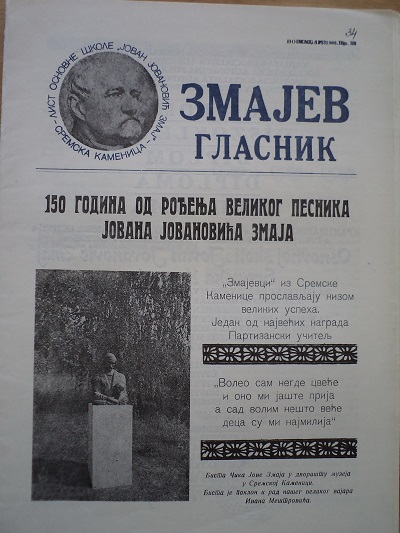 34
ЛИСТ ОСНОВНЕ ШКОЛЕ „ЈОВАН ЈОВАНОВИЋ ЗМАЈ“
- СРЕМСКА КАМЕНИЦА -
ЗМАЈЕВ
ГЛАСНИК
150 ГОДИНА ОД РОЂЕЊА ВЕЛИКОГ ПЕСНИКА
ЈОВАНА ЈОВАНОВИЋА ЗМАЈА
„Змајевци“ из Сремске
Каменице прослављају низом
великих успеха.
Један од највећих награда
Партизански учитељ
„Волео сам негде цвеће
и оно ми јаште прија
а сад волим нешто веће
деца су ми најмилија“
Биста Чика Јове Змаја у дворишту музеја
у Сремској Каменици.
Биста је поклон и рад нашег великог вајара
Ивана Мештровића.